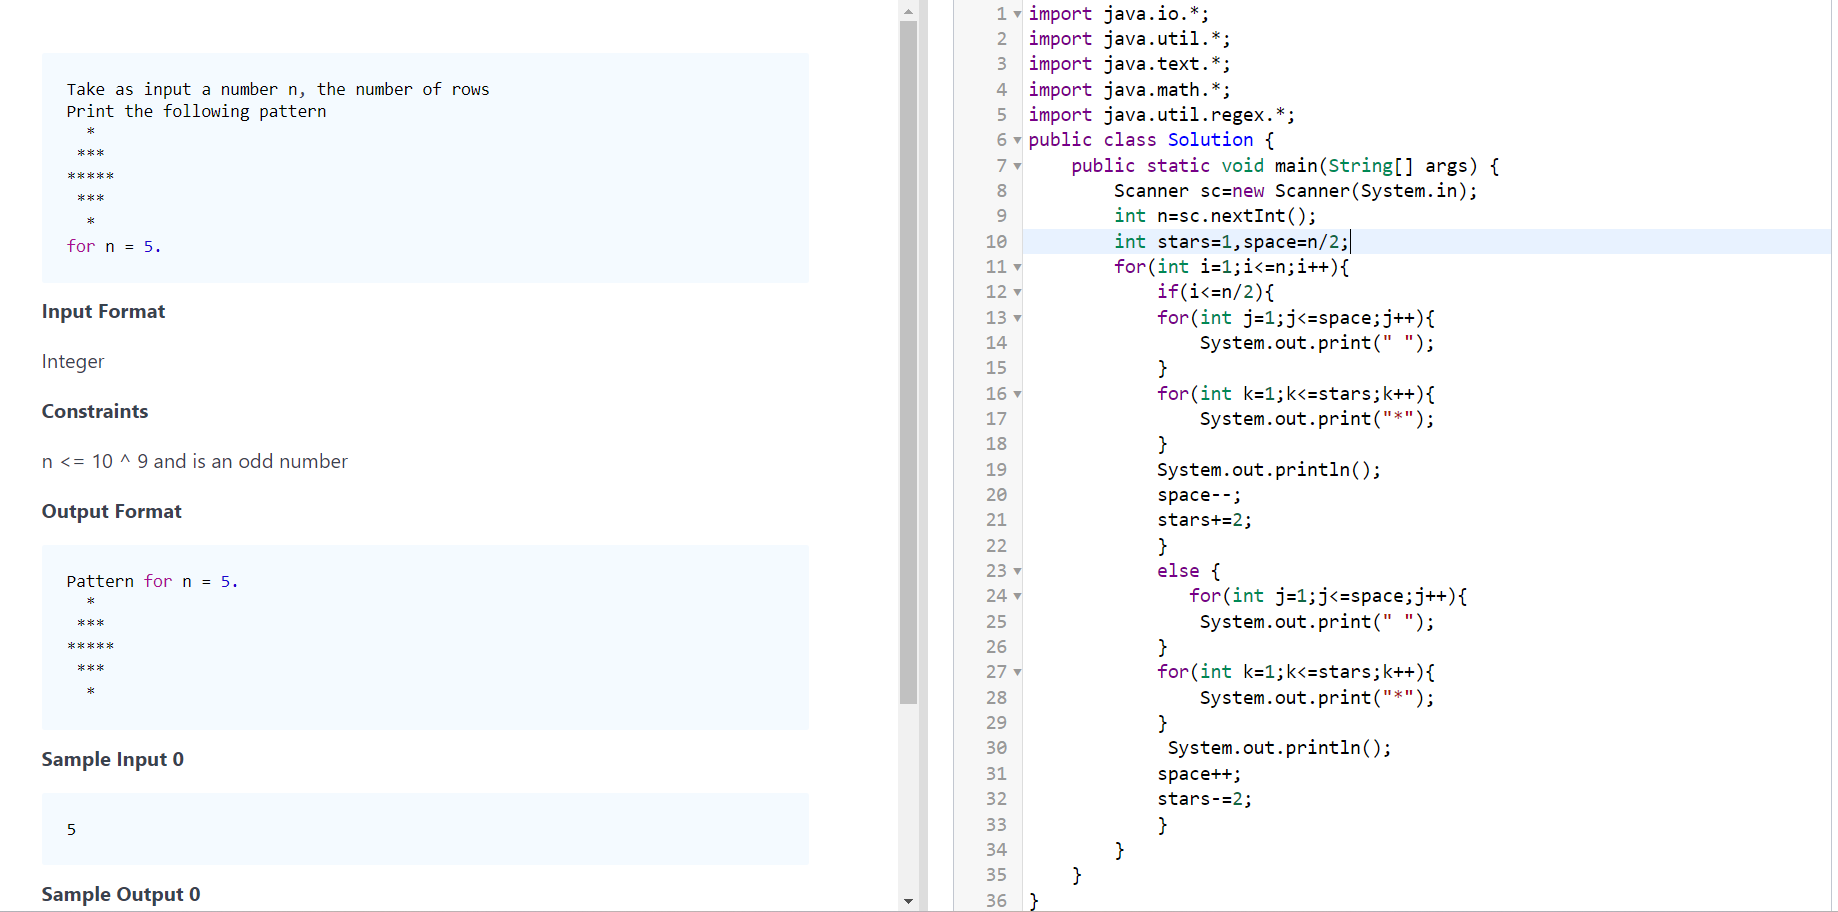 Take as input a number n, the number of rows
Print the following pattern
  *
 ***
*****
 ***
  *
for n = 5.
Input Format
Integer
Constraints
n <= 10 ^ 9 and is an odd number
Output Format
Pattern for n = 5.
  *
 ***
*****
 ***
  *
Sample Input 0
5
Sample Output 0
1 import java.io.*;
2 import java.util.*;
3 import java.text.*;
4 import java.math.*;
5 import java.util.regex.*;
6 public class Solution {
7     public static void main(String[] args) {
8         Scanner sc=new Scanner(System.in);
9         int n=sc.nextInt();
10         int stars=1,space=n/2;
11         for(int i=1;i<=n;i++){
12             if(i<=n/2){
13             for(int j=1;j<=space;j++){
14                 System.out.print(" ");
15             }
16             for(int k=1;k<=stars;k++){
17                 System.out.print("*");
18             }
19             System.out.println();
20             space--;
21             stars+=2;
22             }
23             else {
24                for(int j=1;j<=space;j++){
25                 System.out.print(" ");
26             }
27             for(int k=1;k<=stars;k++){
28                 System.out.print("*");
29             }
30              System.out.println();
31             space++;
32             stars-=2;
33             }
34         }
35     }
36 }